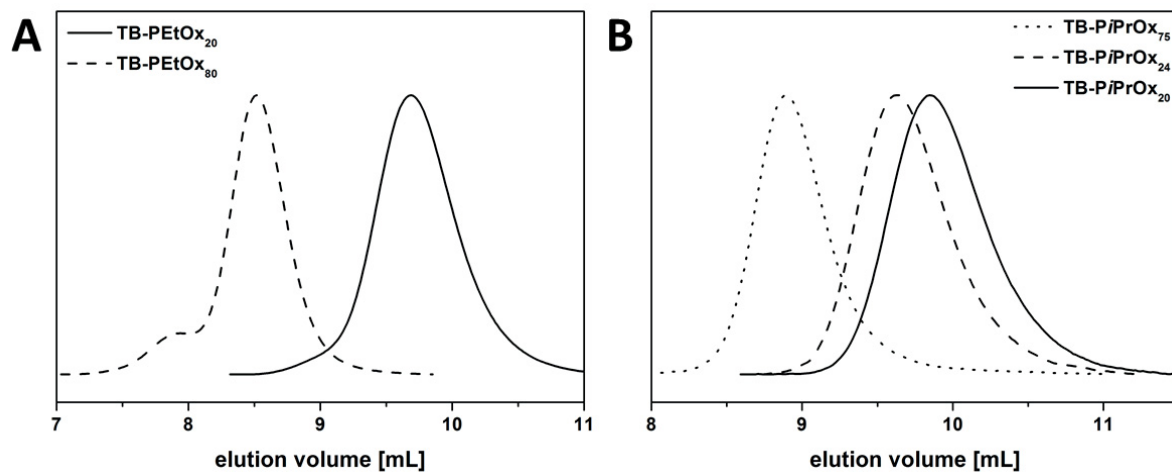 A
TB-PEtOx₂₀
TB-PEtOx₈₀
7 8 9 10 11
elution volume [mL]
B
TB-PiPrOx₇₅
TB-PiPrOx₂₄
TB-PiPrOx₂₀
8 9 10 11
elution volume [mL]